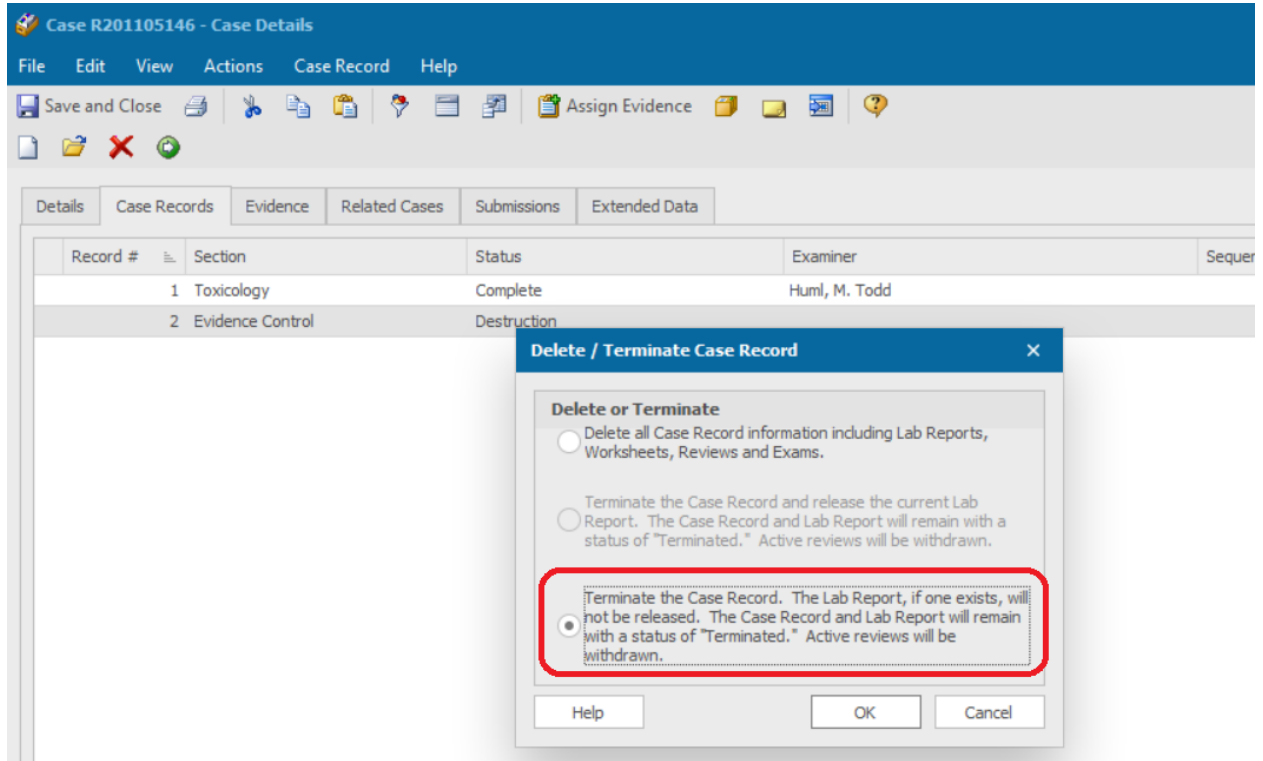 Case R201105146 - Case Details
File Edit View Actions Case Record Help
Save and Close Assign Evidence
Details Case Records Evidence Related Cases Submissions Extended Data
Record # Section Status Examiner Sequer
1 Toxicology Complete Huml, M. Todd
2 Evidence Control Destruction
Delete / Terminate Case Record
Delete or Terminate
Delete all Case Record information including Lab Reports,
Worksheets, Reviews and Exams.
Terminate the Case Record and release the current Lab
Report. The Case Record and Lab Report will remain with a
status of "Terminated." Active reviews will be withdrawn.
Terminate the Case Record. The Lab Report, if one exists, will
not be released. The Case Record and Lab Report will remain
with a status of "Terminated." Active reviews will be
withdrawn.
Help OK Cancel